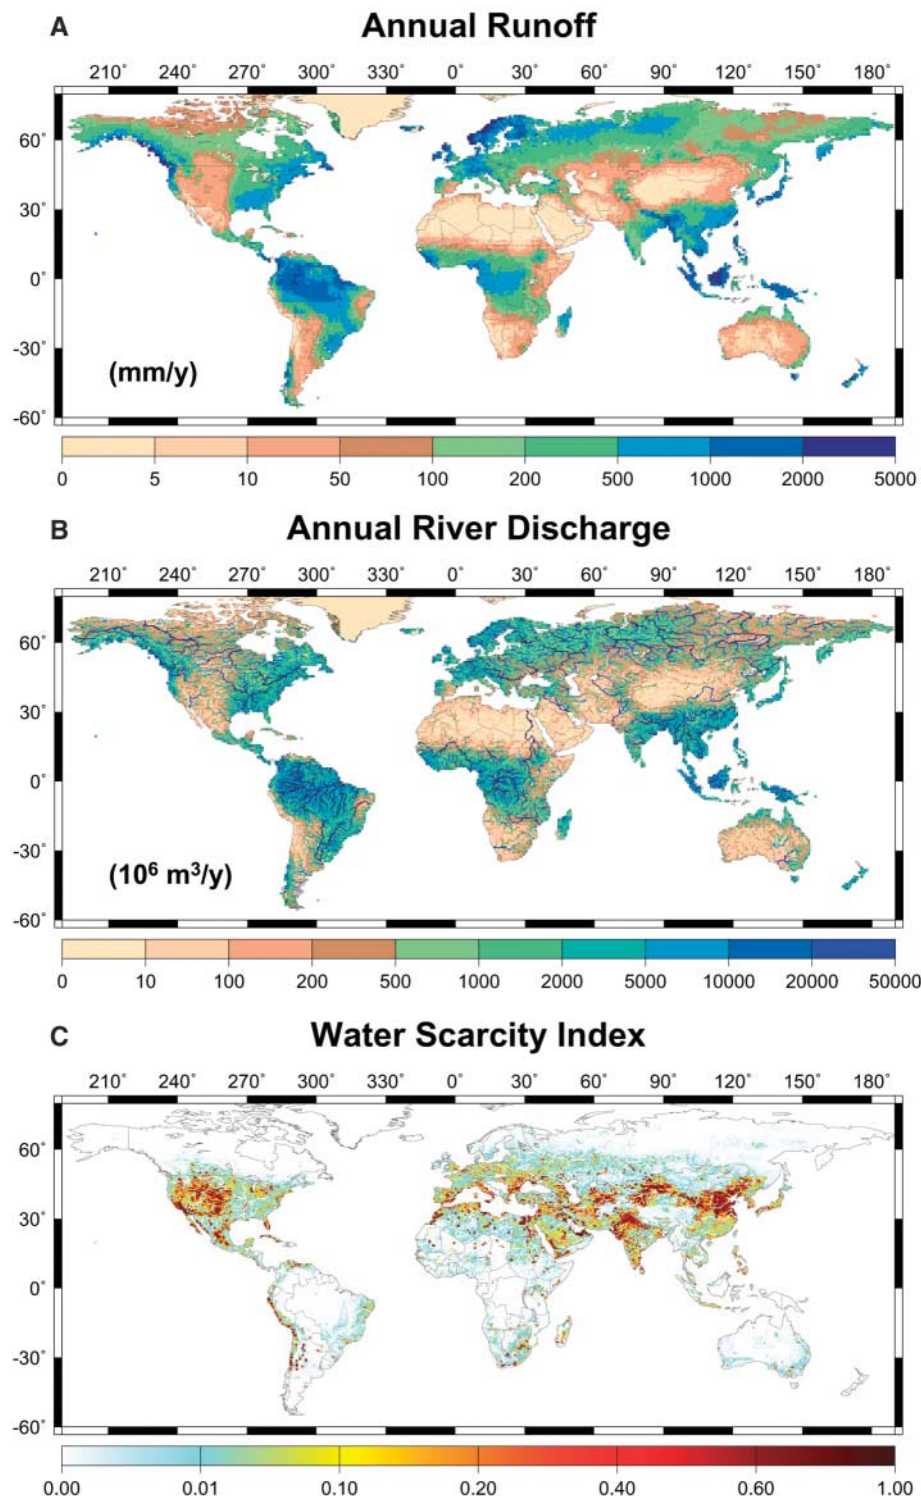 A Annual Runoff
210° 240° 270° 300° 330° 0° 30° 60° 90° 120° 150° 180°
60°
30°
0°
-30°
(mm/y)
-60°
0 5 10 50 100 200 500 1000 2000 5000
B Annual River Discharge
210° 240° 270° 300° 330° 0° 30° 60° 90° 120° 150° 180°
60°
30°
0°
-30°
(10⁶ m³/y)
-60°
0 10 100 200 500 1000 2000 5000 10000 20000 50000
C Water Scarcity Index
210° 240° 270° 300° 330° 0° 30° 60° 90° 120° 150° 180°
60°
30°
0°
-30°
-60°
0.00 0.01 0.10 0.20 0.40 0.60 1.00